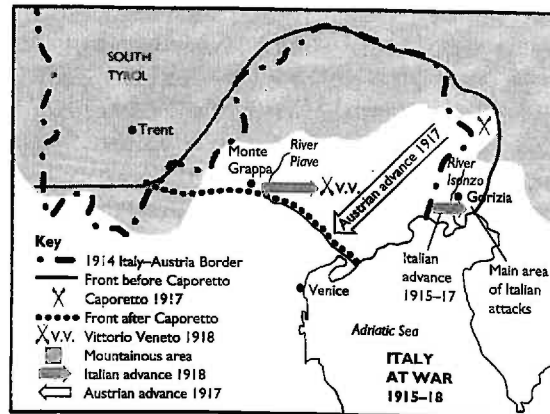 SOUTH
TYROL
Trent
Monte
Grappa
River
Piave
V.V.
Austrian advance 1917
River
Isonzo
Gorizia
Italian
advance
1915–17
Main area
of Italian
attacks
Venice
Adriatic Sea
ITALY
AT WAR
1915–18
Key
1914 Italy–Austria Border
Front before Caporetto
Caporetto 1917
Front after Caporetto
V.V. Vittorio Veneto 1918
Mountainous area
Italian advance 1918
Austrian advance 1917